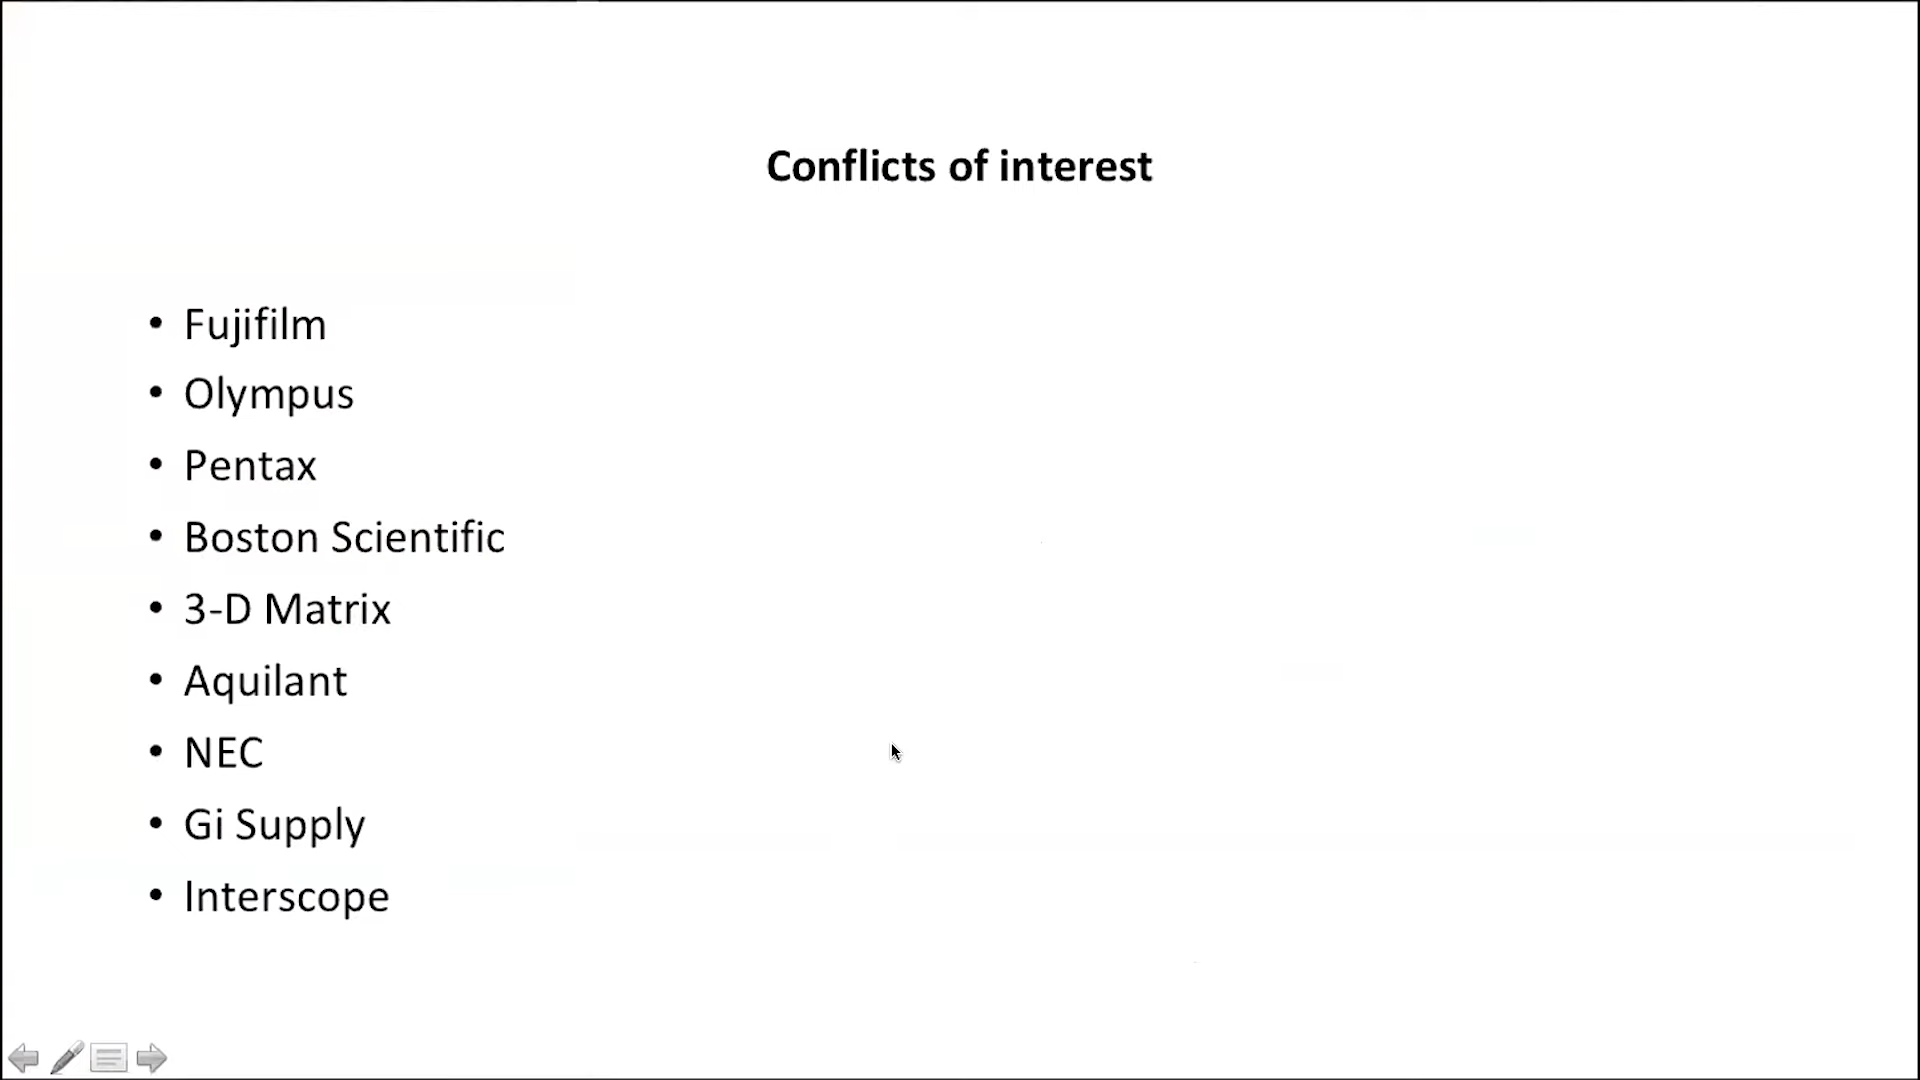 Conflicts of interest
• Fujifilm
• Olympus
• Pentax
• Boston Scientific
• 3-D Matrix
• Aquilant
• NEC
• Gi Supply
• Interscope